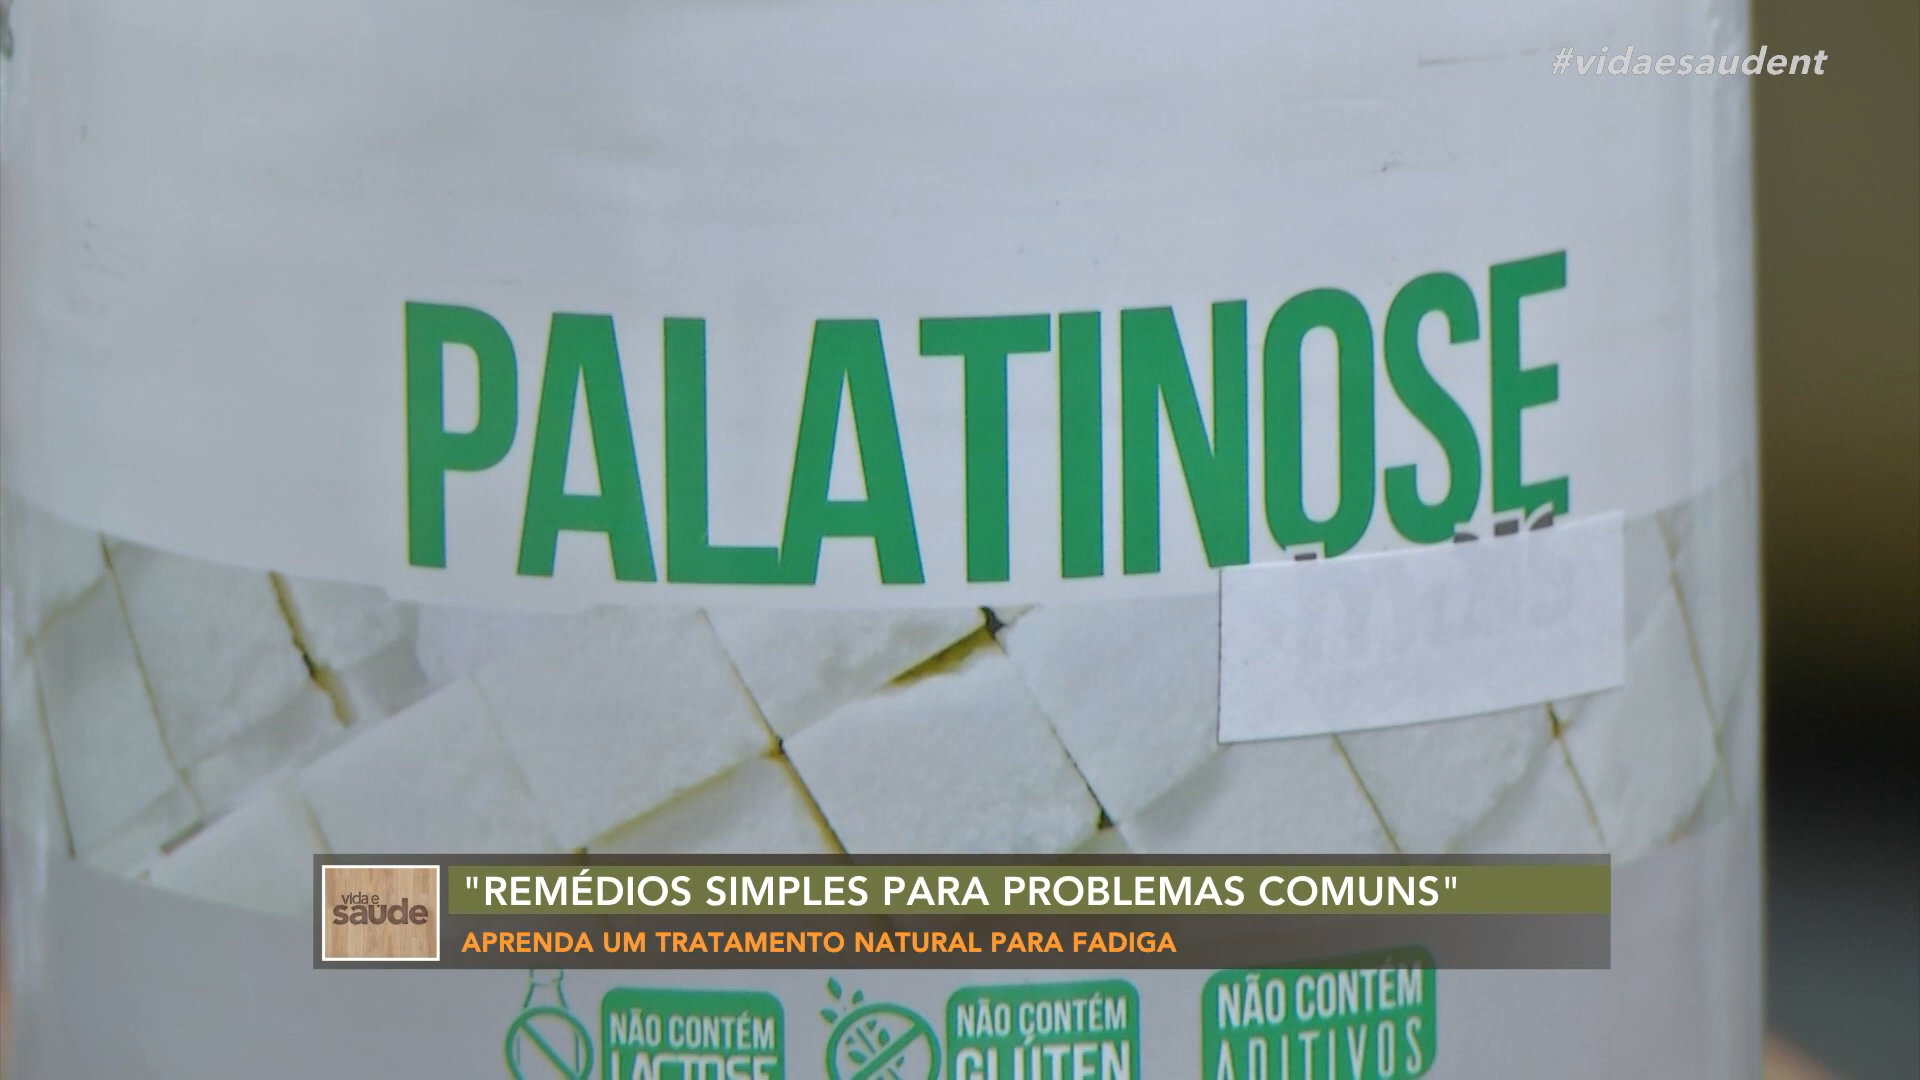 #vidaesaudent
PALATINOSE
vida e
saúde
"REMÉDIOS SIMPLES PARA PROBLEMAS COMUNS"
APRENDA UM TRATAMENTO NATURAL PARA FADIGA
NÃO CONTÉM
LACTOSE
NÃO CONTÉM
GLÚTEN
NÃO CONTÉM
ADITIVOS